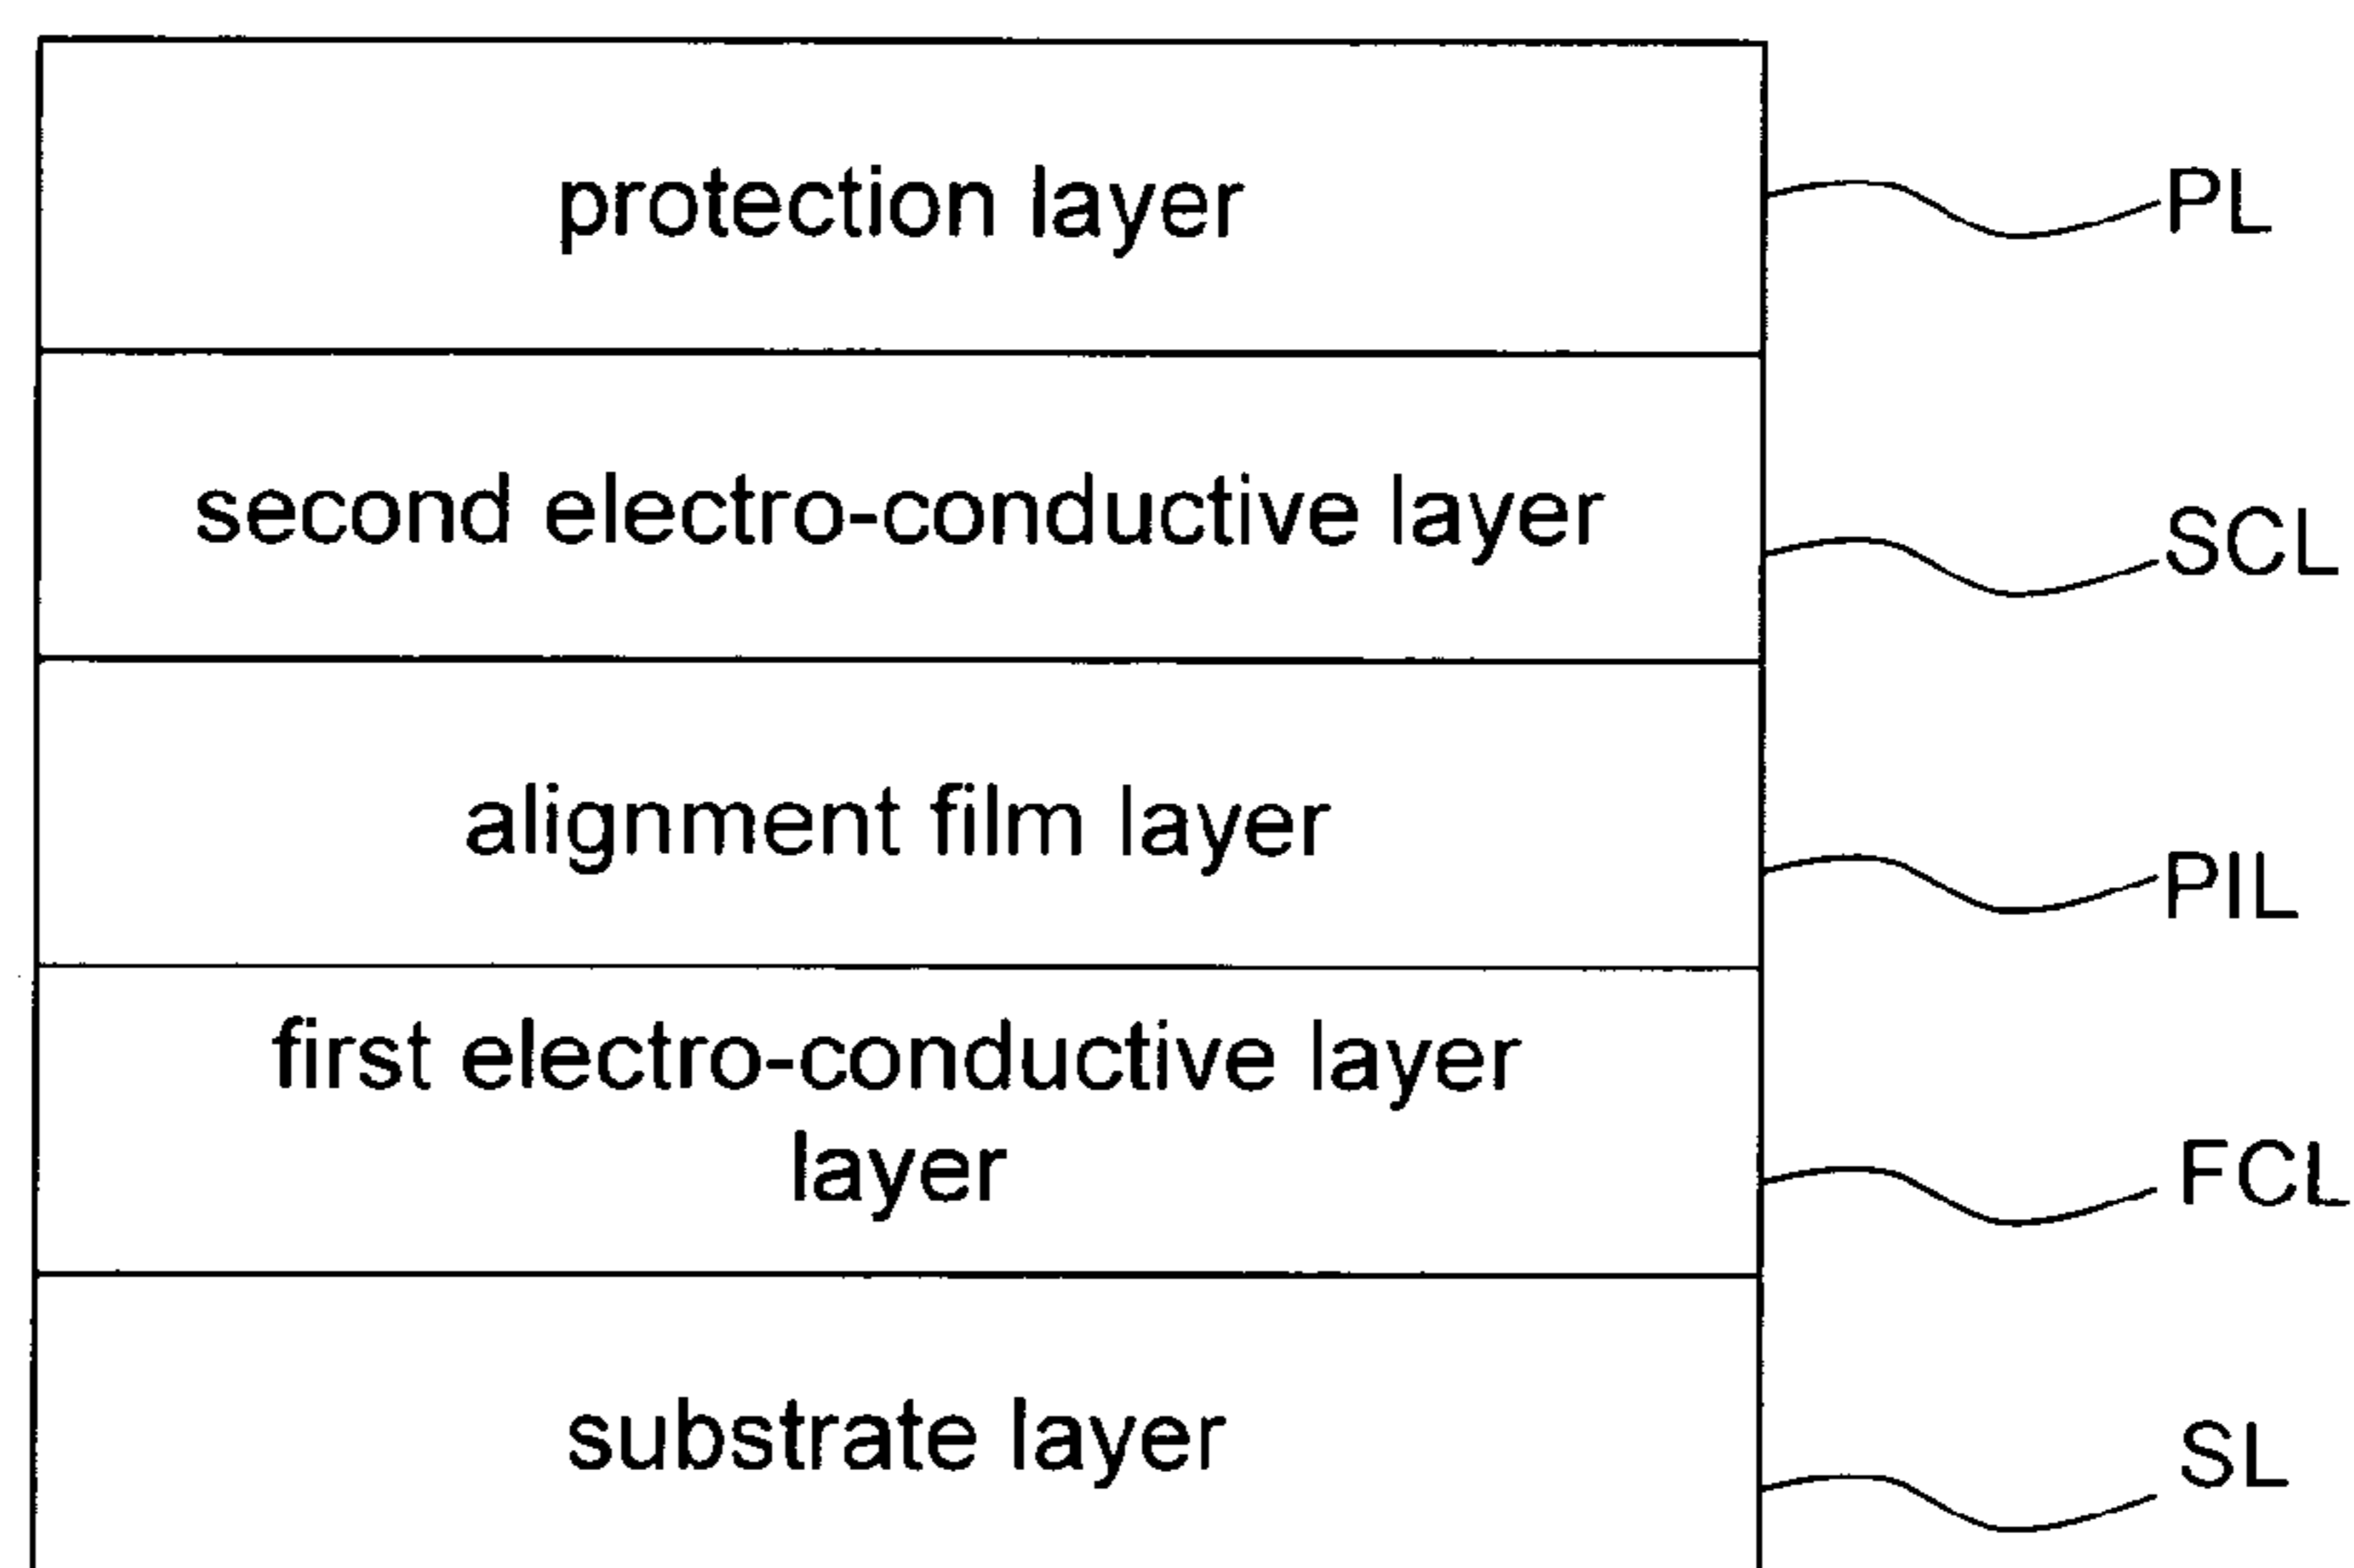 protection layer
PL
second electro-conductive layer
SCL
alignment film layer
PIL
first electro-conductive layer
layer
FCL
substrate layer
SL